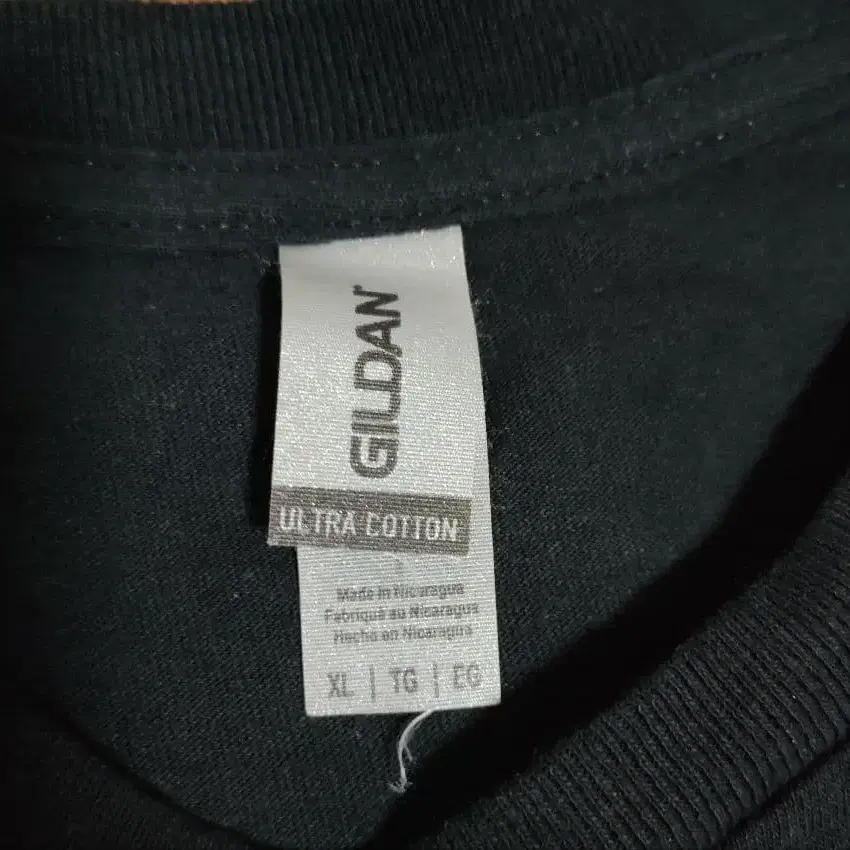 GILDAN
ULTRA COTTON
Made in Nicaragua
Fabriqué au Nicaragua
Hecho en Nicaragua
XL | TG | EG